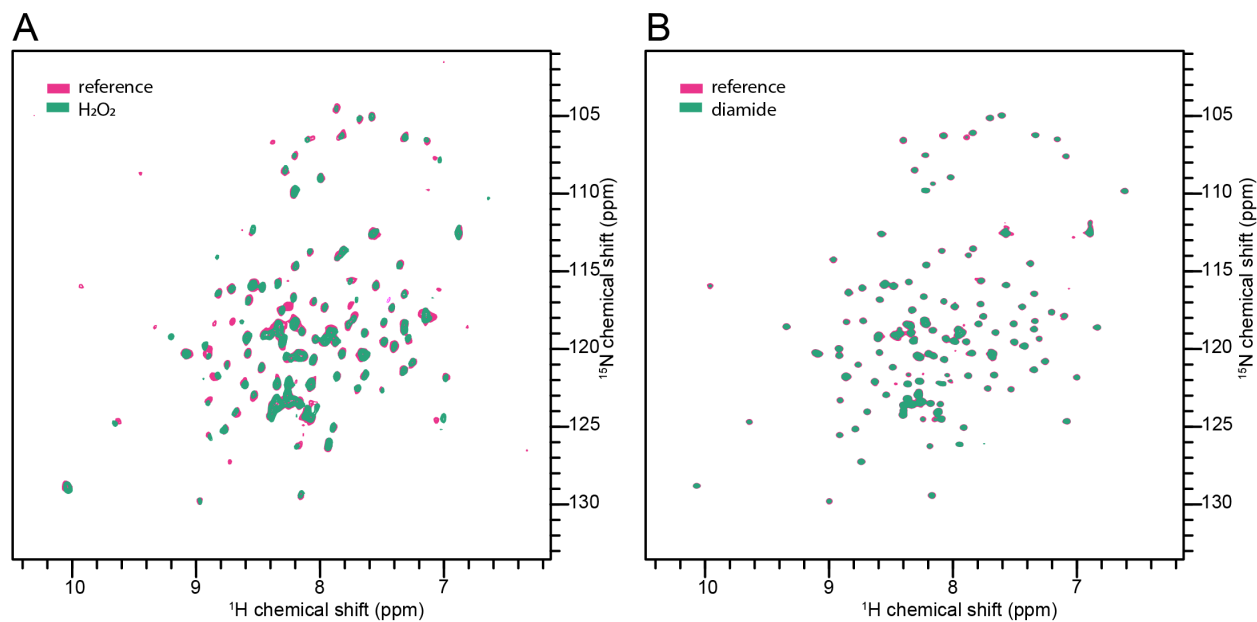 A
reference
H₂O₂
105
110
115
120
125
130
¹⁵N chemical shift (ppm)
10
9
8
7
¹H chemical shift (ppm)
B
reference
diamide
105
110
115
120
125
130
¹⁵N chemical shift (ppm)
10
9
8
7
¹H chemical shift (ppm)